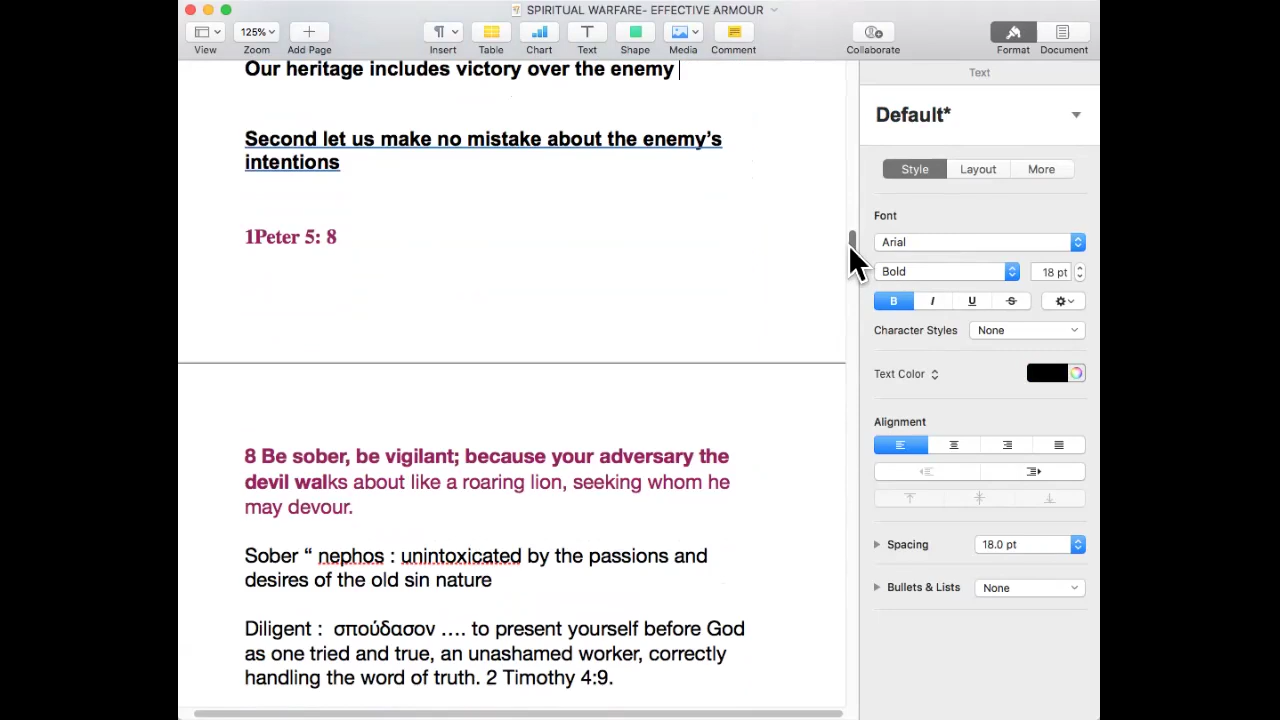 SPIRITUAL WARFARE- EFFECTIVE ARMOUR
125%
View Zoom Add Page Insert Table Chart Text Shape Media Comment Collaborate Format Document
Our heritage includes victory over the enemy
Second let us make no mistake about the enemy’s
intentions
1Peter 5: 8
8 Be sober, be vigilant; because your adversary the
devil walks about like a roaring lion, seeking whom he
may devour.
Sober “ nephos : unintoxicated by the passions and
desires of the old sin nature
Diligent : σπούδασον …. to present yourself before God
as one tried and true, an unashamed worker, correctly
handling the word of truth. 2 Timothy 4:9.
Text
Default*
Style Layout More
Font
Arial
Bold 18 pt
B I U S
Character Styles None
Text Color
Alignment
Spacing 18.0 pt
Bullets & Lists None